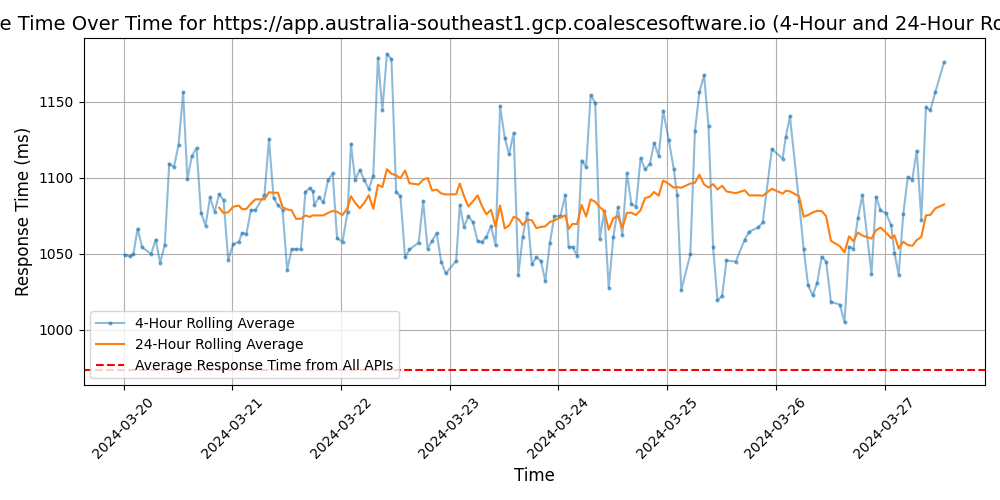 e Time Over Time for https://app.australia-southeast1.gcp.coalescesoftware.io (4-Hour and 24-Hour Ro
Response Time (ms)
1150
1100
1050
1000
4-Hour Rolling Average
24-Hour Rolling Average
Average Response Time from All APIs
2024-03-20
2024-03-21
2024-03-22
2024-03-23
2024-03-24
2024-03-25
2024-03-26
2024-03-27
Time